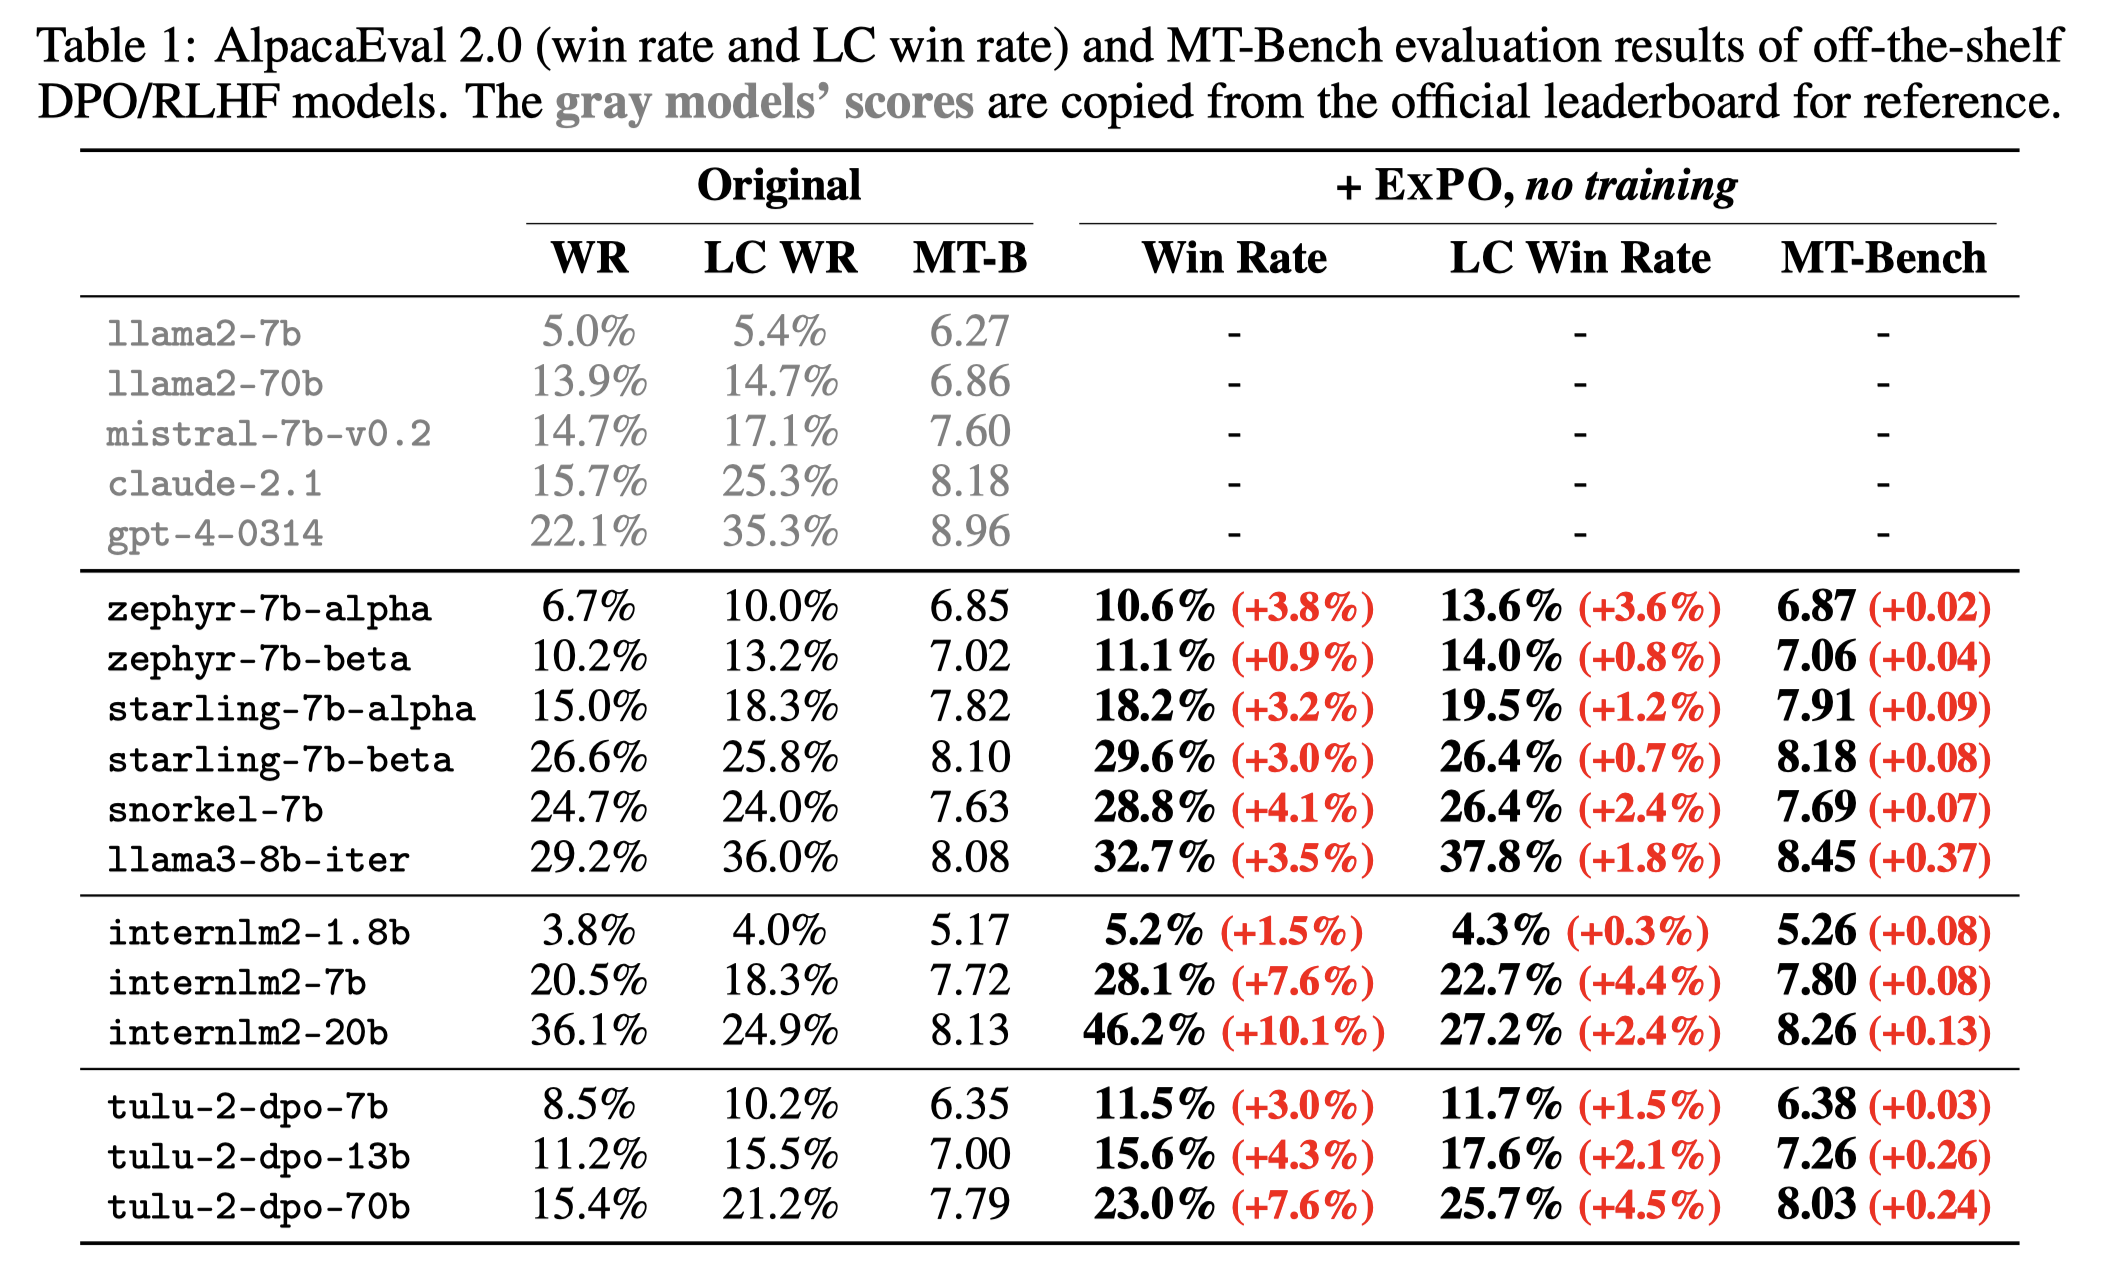 Table 1: AlpacaEval 2.0 (win rate and LC win rate) and MT-Bench evaluation results of off-the-shelf
DPO/RLHF models. The gray models’ scores are copied from the official leaderboard for reference.
Original + ExPO, no training
WR LC WR MT-B Win Rate LC Win Rate MT-Bench
llama2-7b 5.0% 5.4% 6.27 - - -
llama2-70b 13.9% 14.7% 6.86 - - -
mistral-7b-v0.2 14.7% 17.1% 7.60 - - -
claude-2.1 15.7% 25.3% 8.18 - - -
gpt-4-0314 22.1% 35.3% 8.96 - - -
zephyr-7b-alpha 6.7% 10.0% 6.85 10.6% (+3.8%) 13.6% (+3.6%) 6.87 (+0.02)
zephyr-7b-beta 10.2% 13.2% 7.02 11.1% (+0.9%) 14.0% (+0.8%) 7.06 (+0.04)
starling-7b-alpha 15.0% 18.3% 7.82 18.2% (+3.2%) 19.5% (+1.2%) 7.91 (+0.09)
starling-7b-beta 26.6% 25.8% 8.10 29.6% (+3.0%) 26.4% (+0.7%) 8.18 (+0.08)
snorkel-7b 24.7% 24.0% 7.63 28.8% (+4.1%) 26.4% (+2.4%) 7.69 (+0.07)
llama3-8b-iter 29.2% 36.0% 8.08 32.7% (+3.5%) 37.8% (+1.8%) 8.45 (+0.37)
internlm2-1.8b 3.8% 4.0% 5.17 5.2% (+1.5%) 4.3% (+0.3%) 5.26 (+0.08)
internlm2-7b 20.5% 18.3% 7.72 28.1% (+7.6%) 22.7% (+4.4%) 7.80 (+0.08)
internlm2-20b 36.1% 24.9% 8.13 46.2% (+10.1%) 27.2% (+2.4%) 8.26 (+0.13)
tulu-2-dpo-7b 8.5% 10.2% 6.35 11.5% (+3.0%) 11.7% (+1.5%) 6.38 (+0.03)
tulu-2-dpo-13b 11.2% 15.5% 7.00 15.6% (+4.3%) 17.6% (+2.1%) 7.26 (+0.26)
tulu-2-dpo-70b 15.4% 21.2% 7.79 23.0% (+7.6%) 25.7% (+4.5%) 8.03 (+0.24)